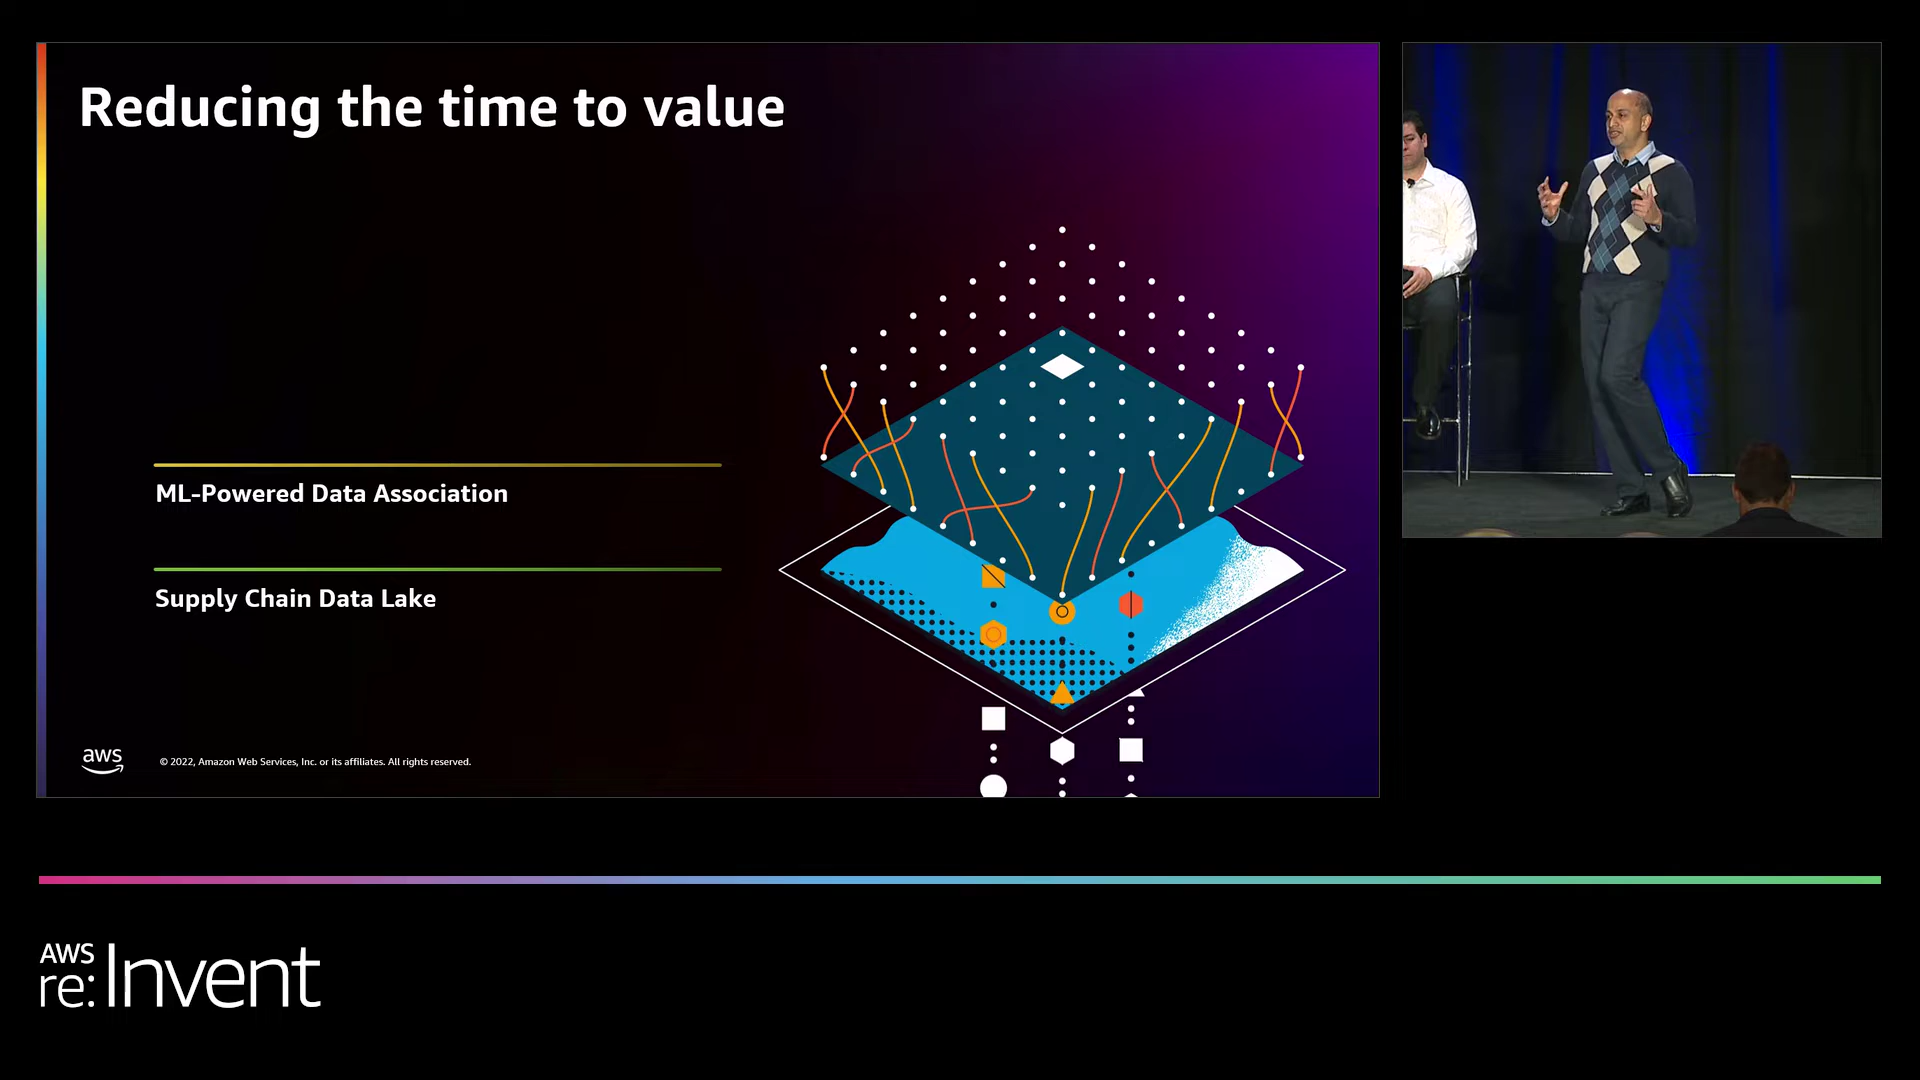 Reducing the time to value
ML-Powered Data Association
Supply Chain Data Lake
aws
© 2022, Amazon Web Services, Inc. or its affiliates. All rights reserved.
AWS
re:Invent